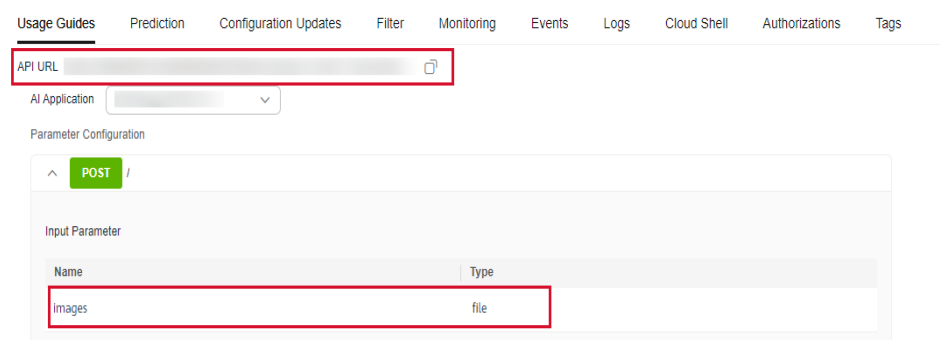 Usage Guides Prediction Configuration Updates Filter Monitoring Events Logs Cloud Shell Authorizations Tags
API URL
AI Application
Parameter Configuration
POST /
Input Parameter
Name Type
images file